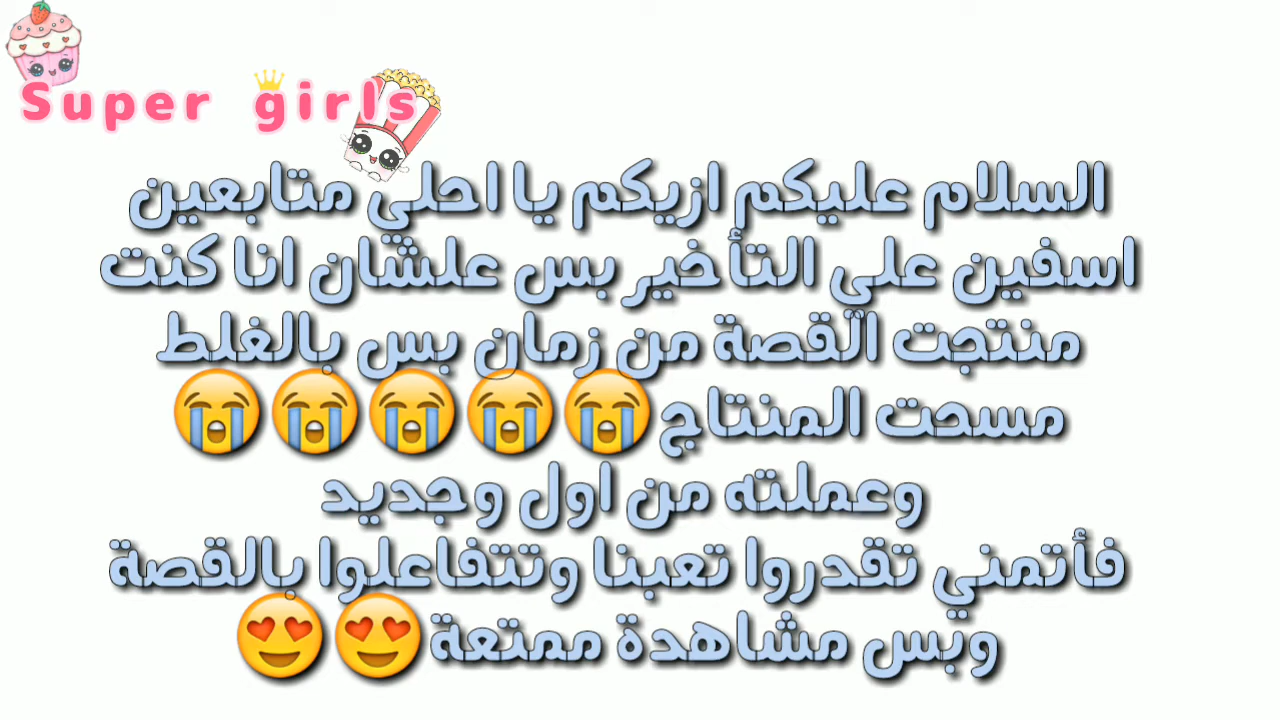 Super girls
السلام عليكم ازيكم يا احلي متابعين
اسفين علي التأخير بس علشان انا كنت
منتجت القصة من زمان بس بالغلط
مسحت المنتاج😭😭😭😭😭
وعملته من اول وجديد
فأتمني تقدروا تعبنا وتتفاعلوا بالقصة
وبس مشاهدة ممتعة😍😍